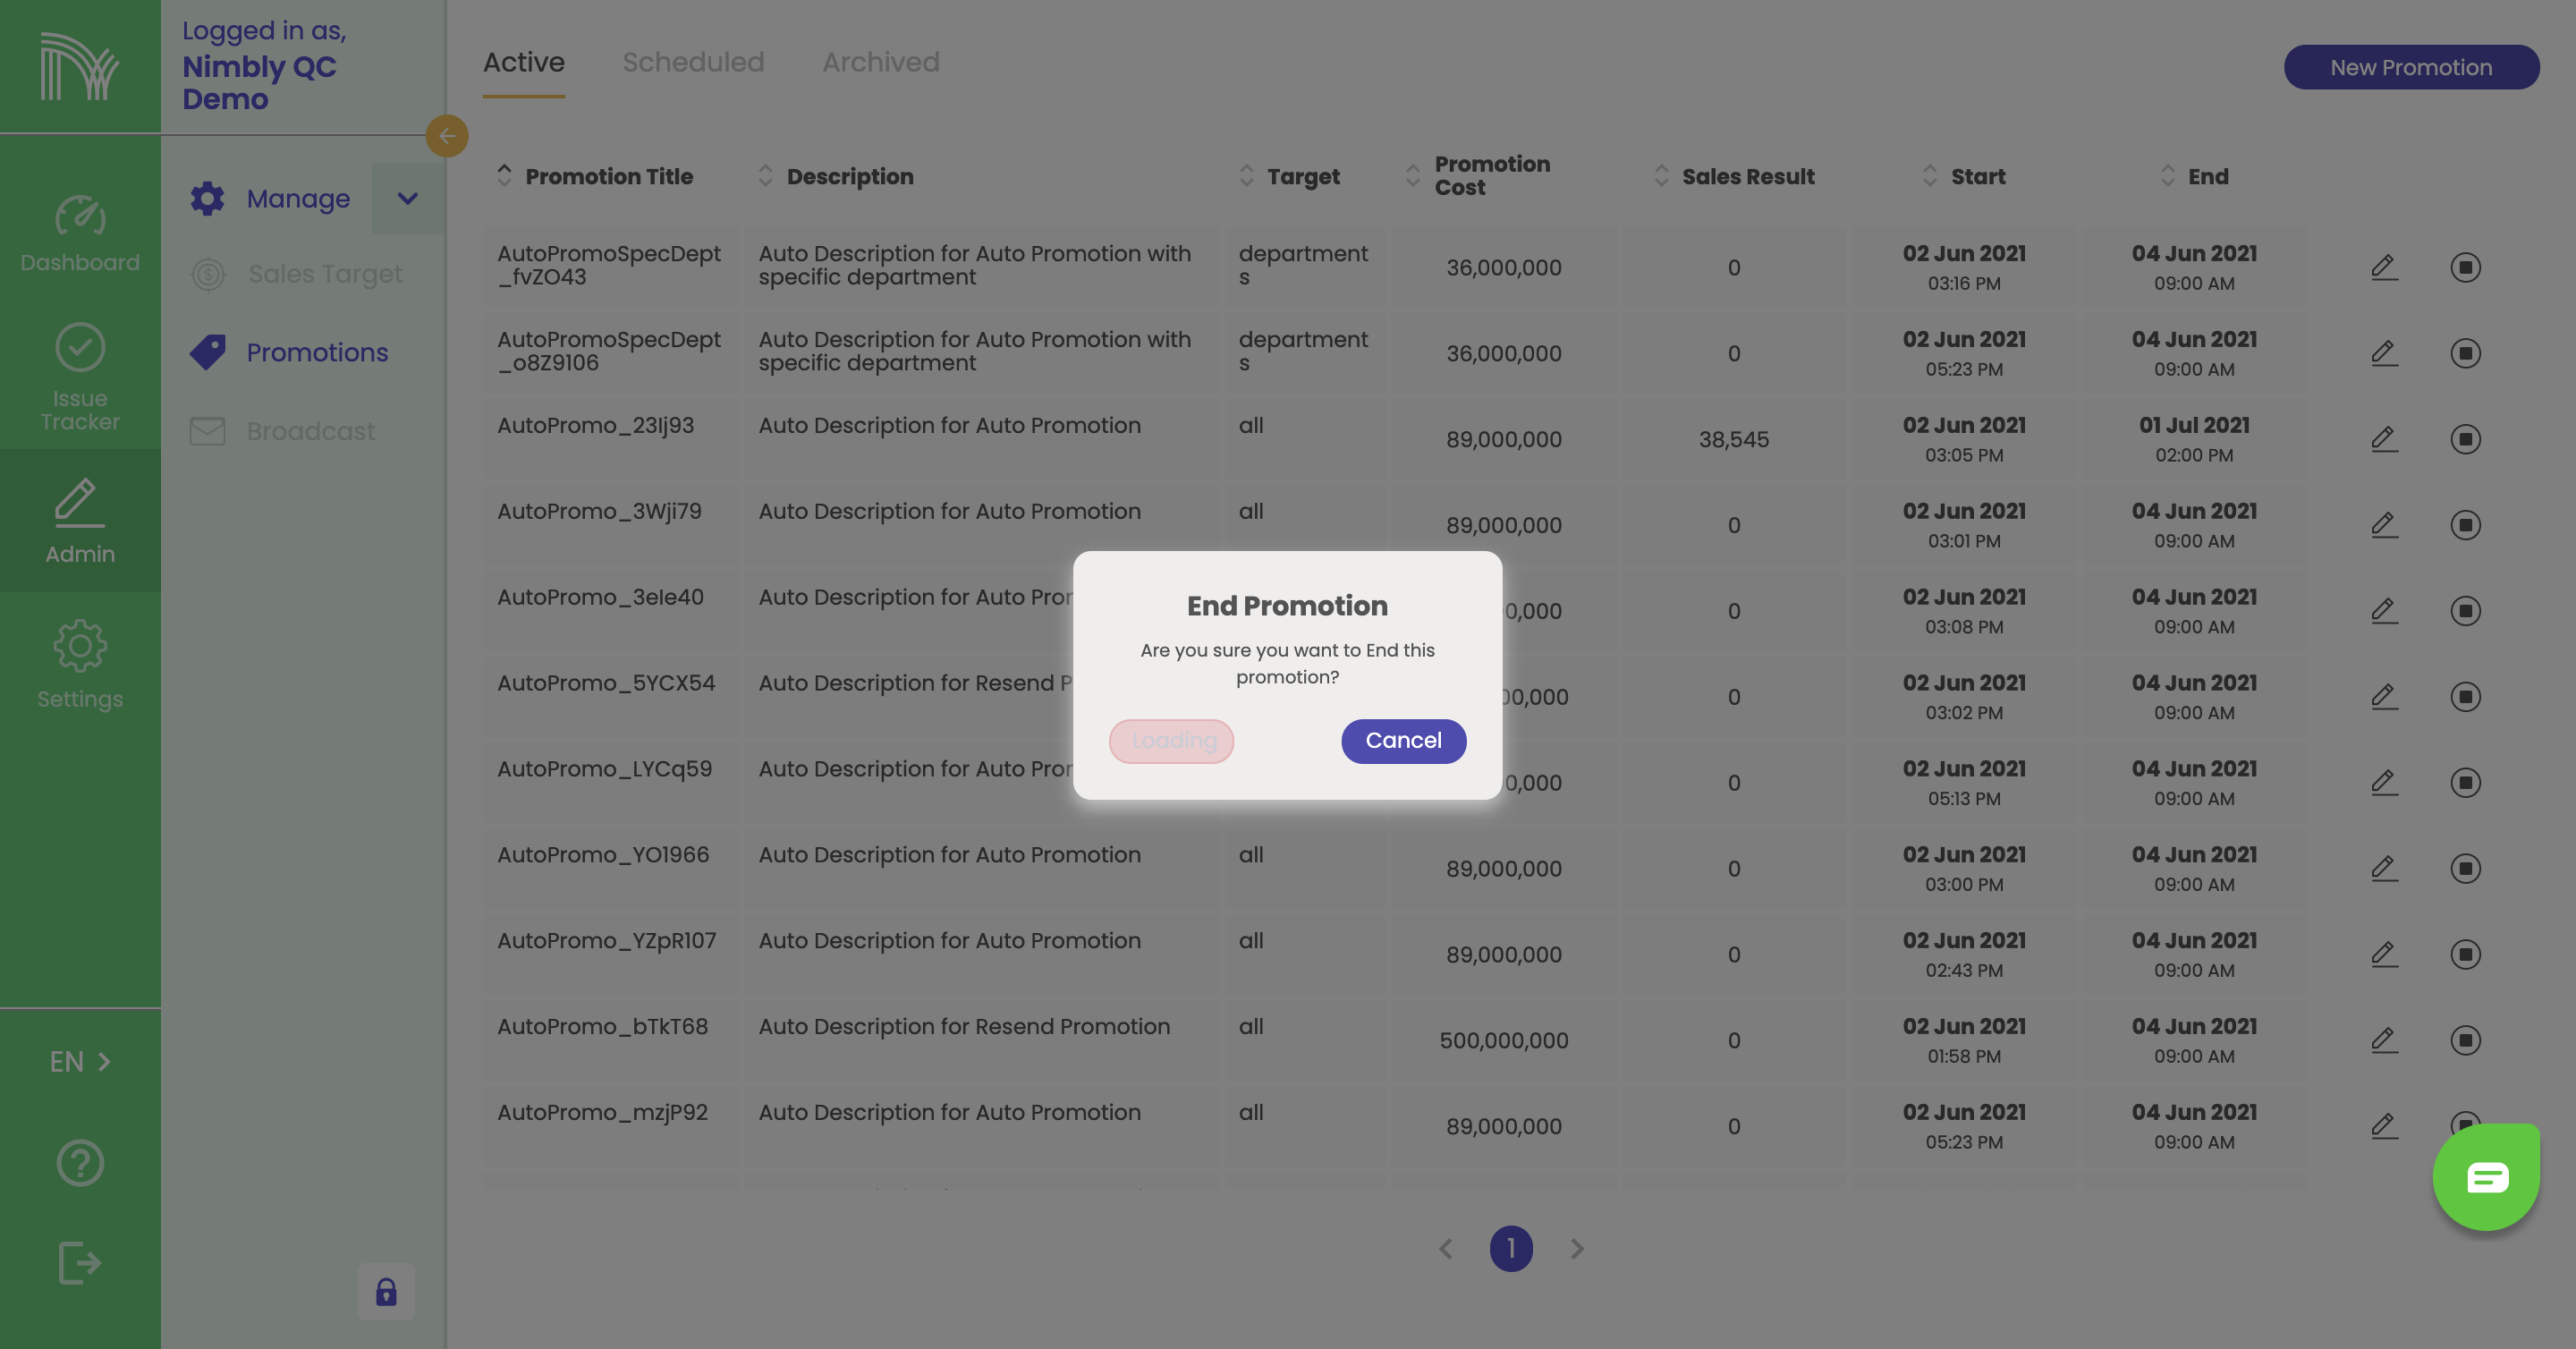 Logged in as,
Nimbly QC
Demo
Dashboard
Issue
Tracker
Admin
Settings
EN
Manage
Sales Target
Promotions
Broadcast
Active Scheduled Archived
New Promotion
Promotion Title Description Target Promotion Cost Sales Result Start End
AutoPromoSpecDept Auto Description for Auto Promotion with department 36,000,000 0 02 Jun 2021 04 Jun 2021
_fvZO43 specific department s 03:16 PM 09:00 AM
AutoPromoSpecDept Auto Description for Auto Promotion with department 36,000,000 0 02 Jun 2021 04 Jun 2021
_o8Z9106 specific department s 05:23 PM 09:00 AM
AutoPromo_23Ij93 Auto Description for Auto Promotion all 89,000,000 38,545 02 Jun 2021 01 Jul 2021
03:05 PM 02:00 PM
AutoPromo_3Wji79 Auto Description for Auto Promotion all 89,000,000 0 02 Jun 2021 04 Jun 2021
03:01 PM 09:00 AM
AutoPromo_3eIe40 Auto Description for Auto 0,000 0 02 Jun 2021 04 Jun 2021
03:08 PM 09:00 AM
AutoPromo_5YCX54 Auto Description for Resend 00,000 0 02 Jun 2021 04 Jun 2021
03:02 PM 09:00 AM
AutoPromo_LYCq59 Auto Description for Auto 0,000 0 02 Jun 2021 04 Jun 2021
05:13 PM 09:00 AM
AutoPromo_YO1966 Auto Description for Auto Promotion all 89,000,000 0 02 Jun 2021 04 Jun 2021
03:00 PM 09:00 AM
AutoPromo_YZpR107 Auto Description for Auto Promotion all 89,000,000 0 02 Jun 2021 04 Jun 2021
02:43 PM 09:00 AM
AutoPromo_bTkT68 Auto Description for Resend Promotion all 500,000,000 0 02 Jun 2021 04 Jun 2021
01:58 PM 09:00 AM
AutoPromo_mzjP92 Auto Description for Auto Promotion all 89,000,000 0 02 Jun 2021 04 Jun 2021
05:23 PM 09:00 AM
End Promotion
Are you sure you want to End this
promotion?
Loading Cancel
1